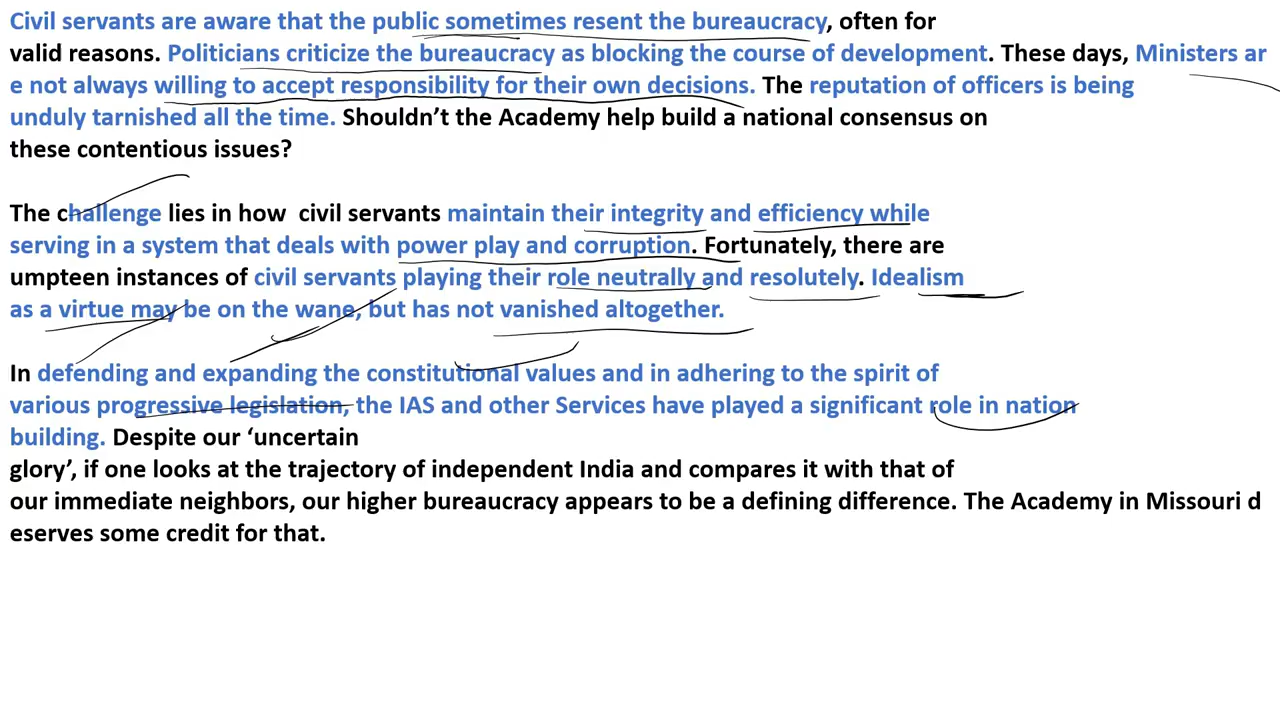 Civil servants are aware that the public sometimes resent the bureaucracy, often for
valid reasons. Politicians criticize the bureaucracy as blocking the course of development. These days, Ministers ar
e not always willing to accept responsibility for their own decisions. The reputation of officers is being
unduly tarnished all the time. Shouldn’t the Academy help build a national consensus on
these contentious issues?
The challenge lies in how  civil servants maintain their integrity and efficiency while
serving in a system that deals with power play and corruption. Fortunately, there are
umpteen instances of civil servants playing their role neutrally and resolutely. Idealism
as a virtue may be on the wane, but has not vanished altogether.
In defending and expanding the constitutional values and in adhering to the spirit of
various progressive legislation, the IAS and other Services have played a significant role in nation
building. Despite our ‘uncertain
glory’, if one looks at the trajectory of independent India and compares it with that of
our immediate neighbors, our higher bureaucracy appears to be a defining difference. The Academy in Missouri d
eserves some credit for that.